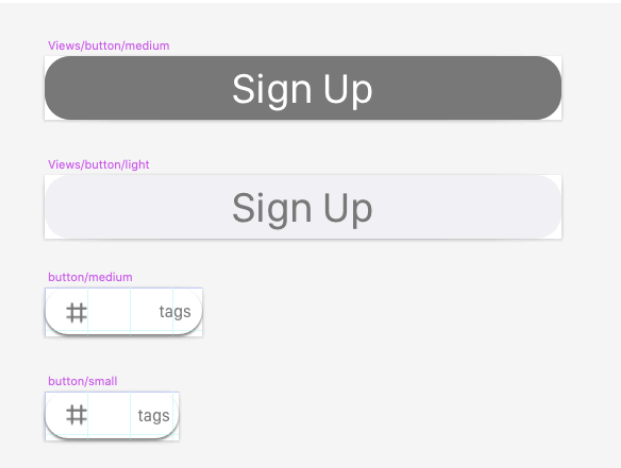 Views/button/medium
Sign Up
Views/button/light
Sign Up
button/medium
# tags
button/small
# tags